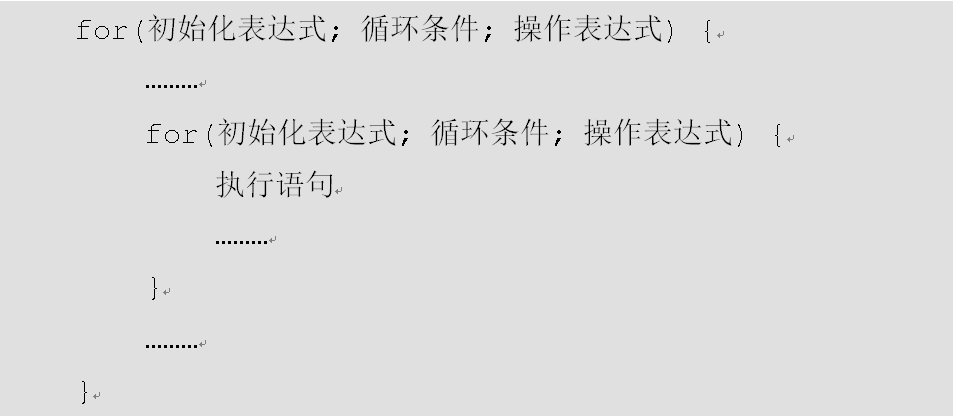 for(初始化表达式; 循环条件; 操作表达式) {
………
for(初始化表达式; 循环条件; 操作表达式) {
执行语句
………
}
………
}